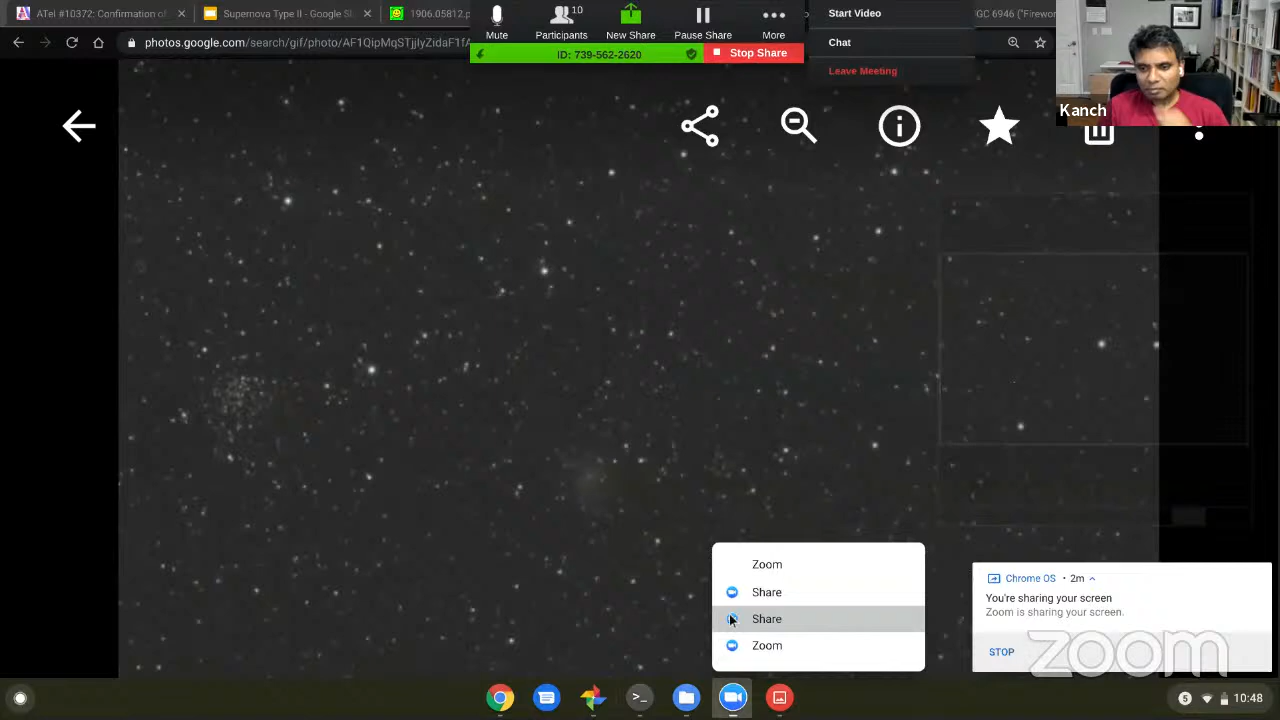 ATel #10372: Confirmation of
Supernova Type II - Google Sl
1906.05812.p
GC 6946 ("Firewor
photos.google.com/search/gif/photo/AF1QipMqSTjjIyZidaF1f
Mute
10
Participants
New Share
Pause Share
More
ID: 739-562-2620
Stop Share
Start Video
Chat
Leave Meeting
Kanch
Zoom
Share
Share
Zoom
Chrome OS • 2m
You're sharing your screen
Zoom is sharing your screen.
STOP
zoom
5
10:48